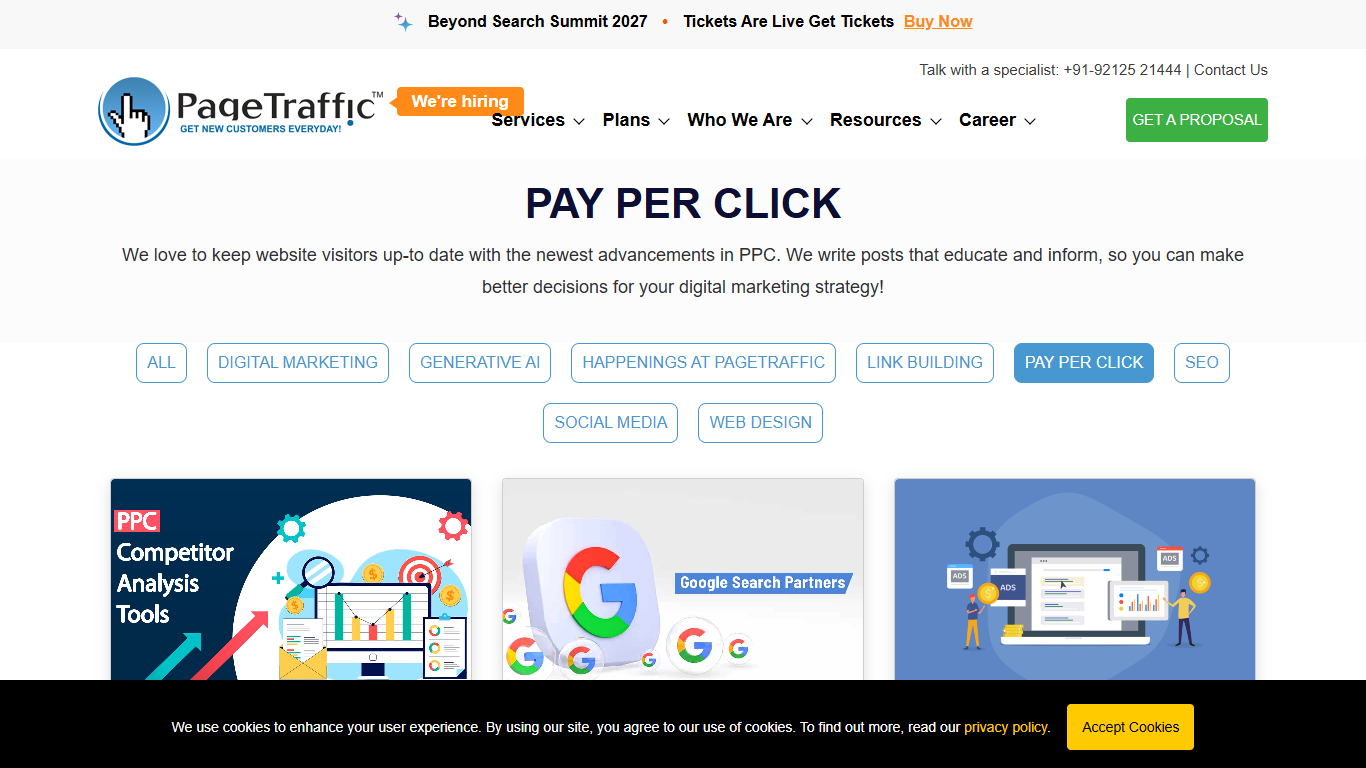 Beyond Search Summit 2027 • Tickets Are Live Get Tickets Buy Now
Talk with a specialist: +91-92125 21444 | Contact Us
PageTraffic™
GET NEW CUSTOMERS EVERYDAY!
We're hiring
Services Plans Who We Are Resources Career
GET A PROPOSAL
PAY PER CLICK
We love to keep website visitors up-to date with the newest advancements in PPC. We write posts that educate and inform, so you can make
better decisions for your digital marketing strategy!
ALL DIGITAL MARKETING GENERATIVE AI HAPPENINGS AT PAGETRAFFIC LINK BUILDING PAY PER CLICK SEO
SOCIAL MEDIA WEB DESIGN
PPC
Competitor
Analysis
Tools
Google Search Partners
ADS
ADS
ADS
We use cookies to enhance your user experience. By using our site, you agree to our use of cookies. To find out more, read our privacy policy.
Accept Cookies